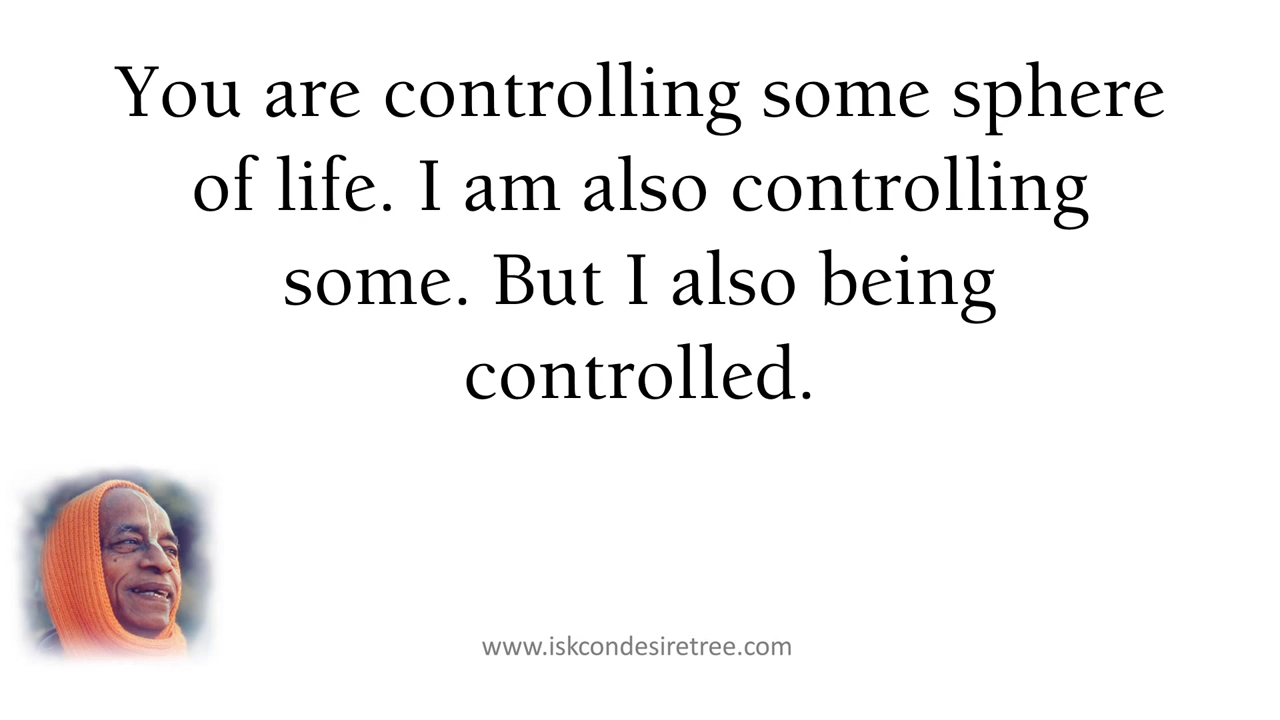 You are controlling some sphere
of life. I am also controlling
some. But I also being
controlled.
www.iskcondesiretree.com